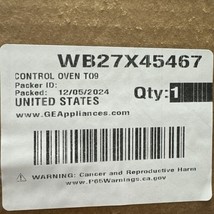 WB27X45467
CONTROL OVEN T09
Packer ID:
Packed: 12/05/2024
UNITED STATES
Qty: 1
www.GEAppliances.com
WARNING: Cancer and Reproductive Harm
www.P65Warnings.ca.gov